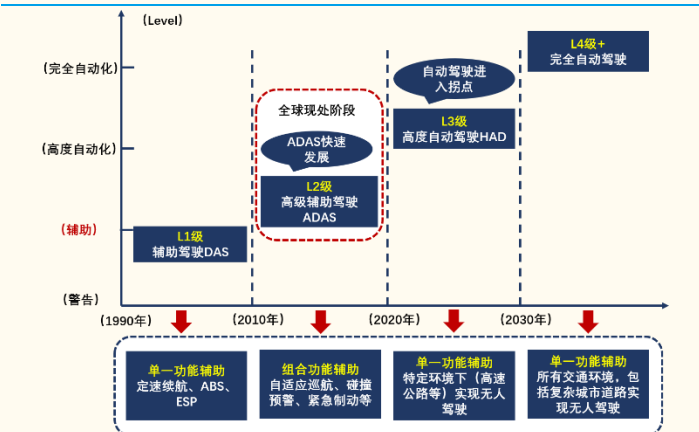 (Level)
(完全自动化)
(高度自动化)
(辅助)
(警告)
L1级
辅助驾驶DAS
全球现处阶段
ADAS快速
发展
L2级
高级辅助驾驶
ADAS
自动驾驶进
入拐点
L3级
高度自动驾驶HAD
L4级+
完全自动驾驶
(1990年)
(2010年)
(2020年)
(2030年)
单一功能辅助
定速续航、ABS、
ESP
组合功能辅助
自适应巡航、碰撞
预警、紧急制动等
单一功能辅助
特定环境下（高速
公路等）实现无人
驾驶
单一功能辅助
所有交通环境，包
括复杂城市道路实
现无人驾驶